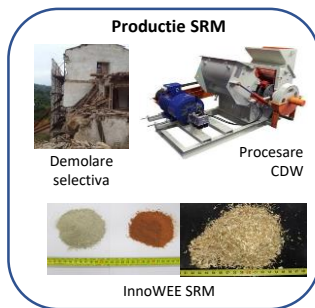 Productie SRM
Demolare
selectiva
Procesare
CDW
InnoWEE SRM